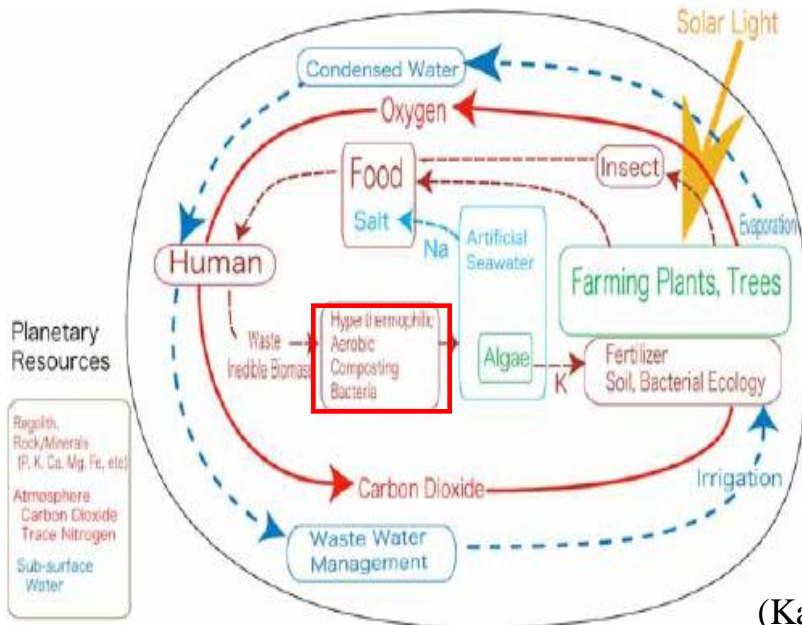 Solar Light
Condensed Water
Oxygen
Food
Insect
Salt
Na
Artificial
Seawater
Evaporation
Human
Farming Plants, Trees
Planetary
Resources
Waste
Inedible Biomass
Hyperthermophilic
Aerobic
Composting
Bacteria
Algae
K
Fertilizer
Soil, Bacterial Ecology
Regolith,
Rock/Minerals
(P, K, Ca, Mg, Fe, etc)
Atmosphere
Carbon Dioxide
Trace Nitrogen
Sub-surface
Water
Carbon Dioxide
Irrigation
Waste Water
Management
(Ka